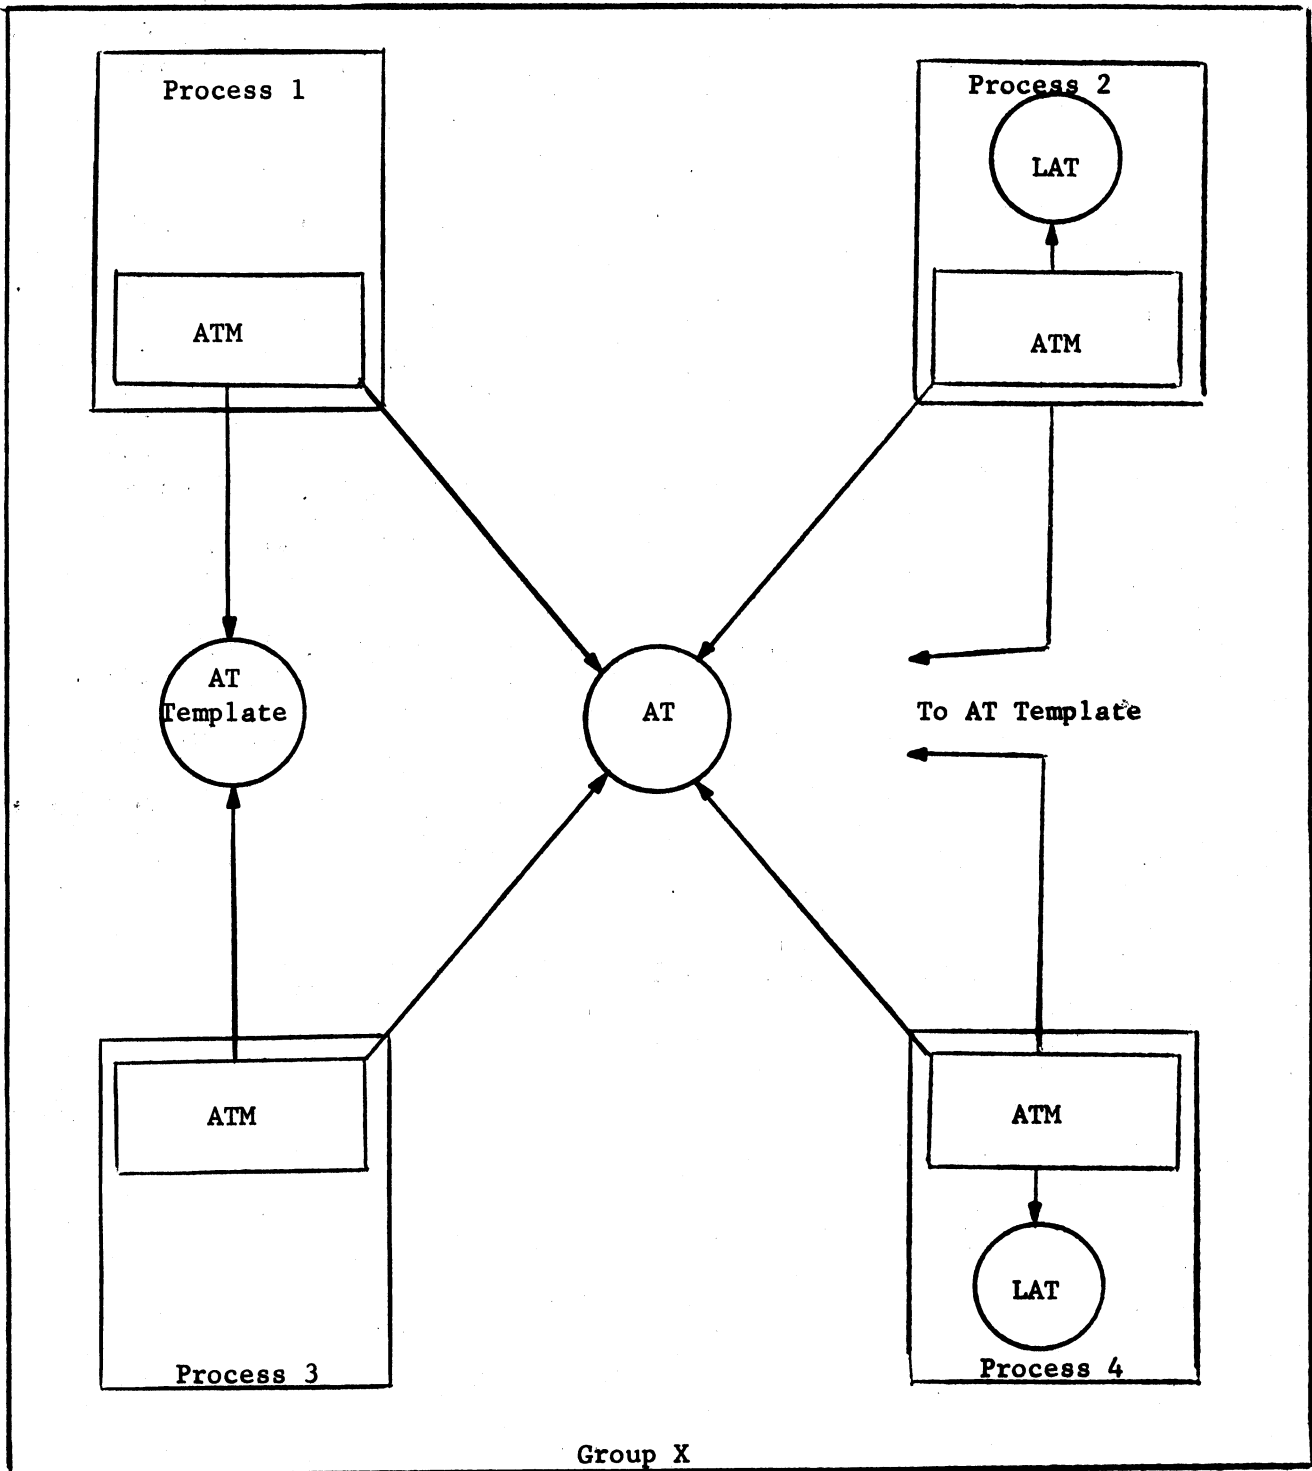 Process 1
Process 2
LAT
ATM
ATM
AT
Template
AT
To AT Template
ATM
ATM
LAT
Process 3
Process 4
Group X